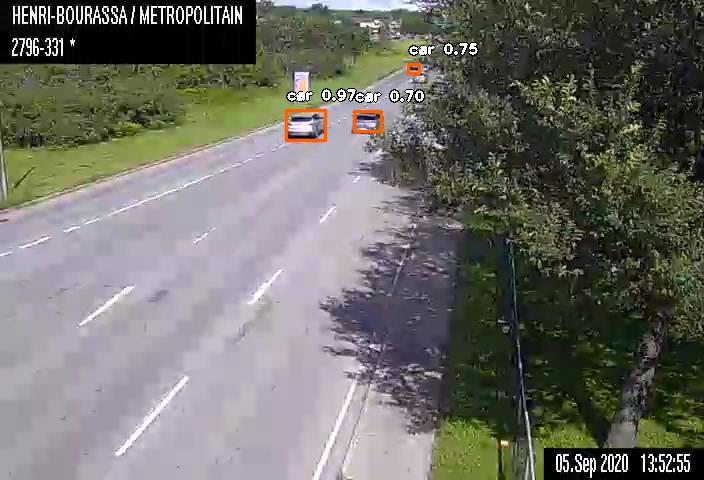 HENRI-BOURASSA / METROPOLITAIN
2796-331 *
car 0.75
car 0.97
car 0.70
05.Sep 2020 13:52:55